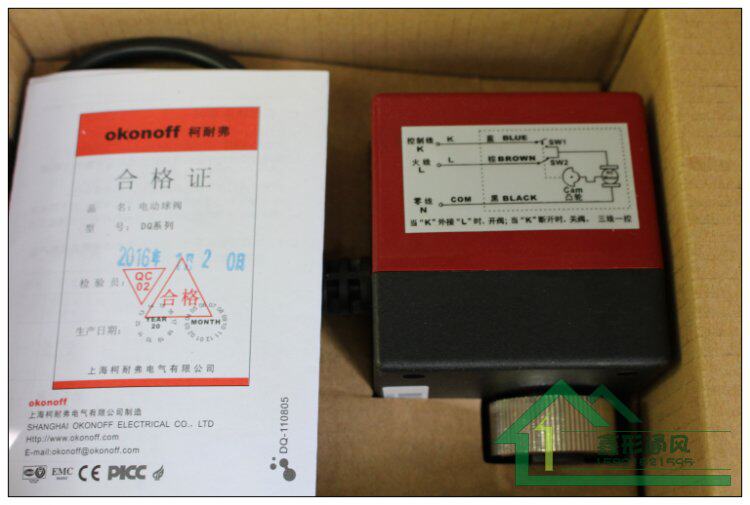 okonoff 柯耐弗
合格证
品 名: 电动球阀
型 号: DQ系列
2016年
2 0日
检验员:
QC
02
合格
生产日期:
YEAR
20
MONTH
上海柯耐弗电气有限公司
okonoff
上海柯耐弗电气有限公司制造
SHANGHAI OKONOFF ELECTRICAL CO., LTD
Http://www.okonoff.com
E-mail:okonoff@okonoff.com
EMC
CE
PICC
DQ-110805
控制线 K 蓝 BLUE SW1
K
火线 L 棕 BROWN SW2
L
Cam
凸轮
零线 COM 黑 BLACK
N
当"K"外接"L"时, 开阀; 当"K"断开时, 关阀。 三线一控
1
通风